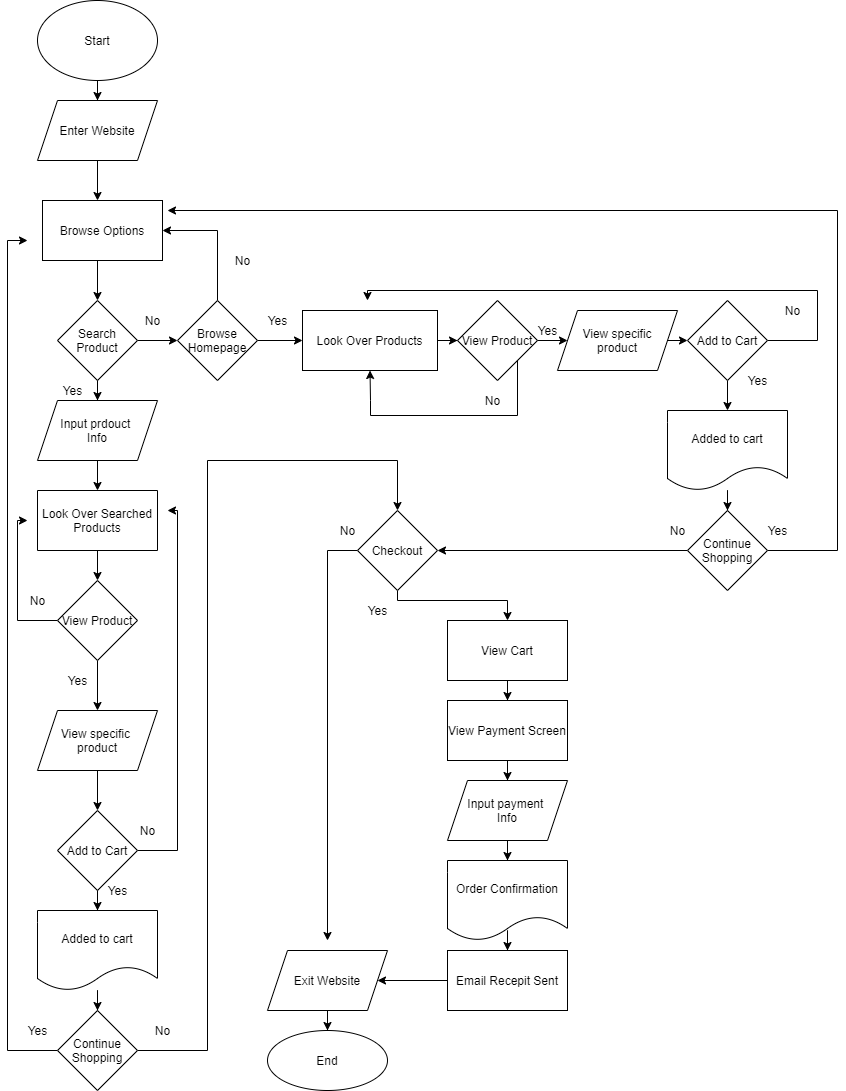 Start
Enter Website
Browse Options
No
Search
Product
No
Browse
Homepage
Yes
Look Over Products
View Product
Yes
View specific
product
Add to Cart
No
No
Yes
Yes
Input prdouct
Info
Added to cart
Look Over Searched
Products
No
Checkout
No
Continue
Shopping
Yes
No
View Product
Yes
View Cart
Yes
View specific
product
View Payment Screen
Input payment
Info
No
Add to Cart
Yes
Order Confirmation
Added to cart
Exit Website
Email Recepit Sent
Yes
Continue
Shopping
No
End